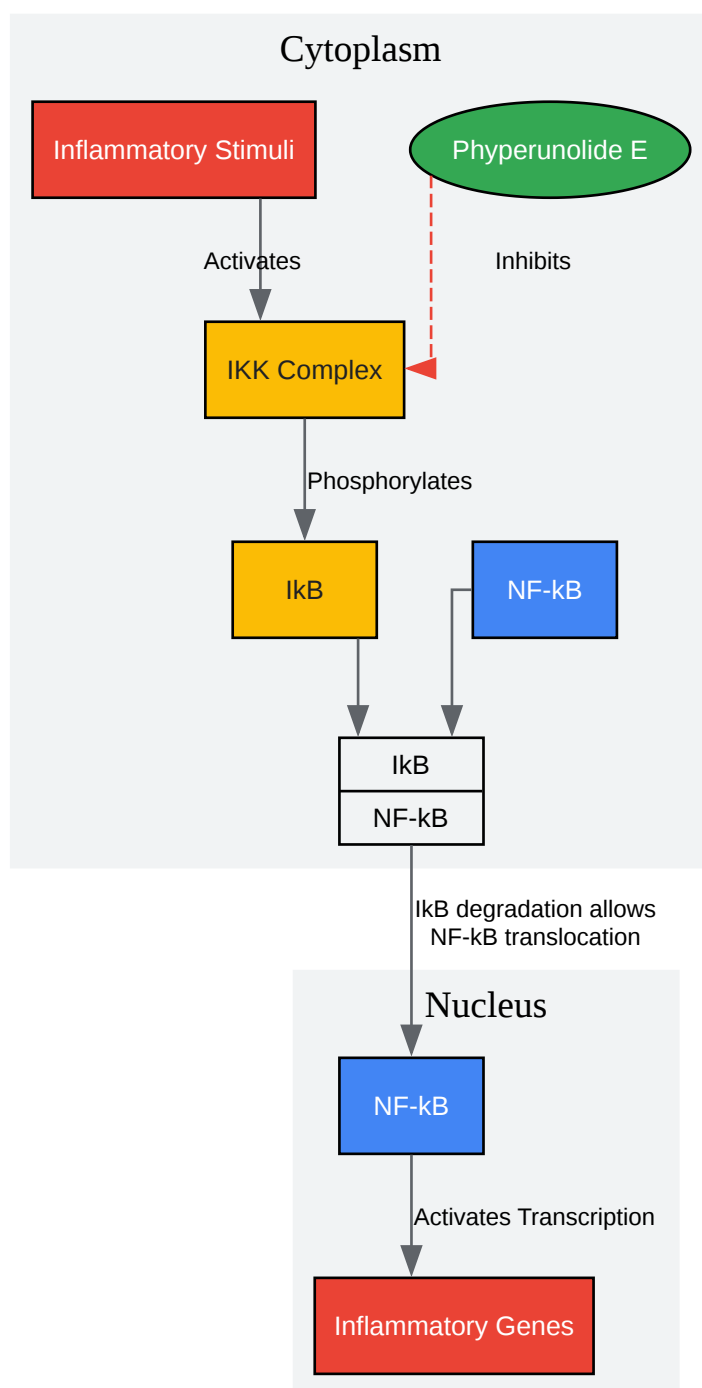 Cytoplasm
Inflammatory Stimuli
Phyperunolide E
Activates
Inhibits
IKK Complex
Phosphorylates
IkB
NF-kB
IkB
NF-kB
IkB degradation allows
NF-kB translocation
Nucleus
NF-kB
Activates Transcription
Inflammatory Genes